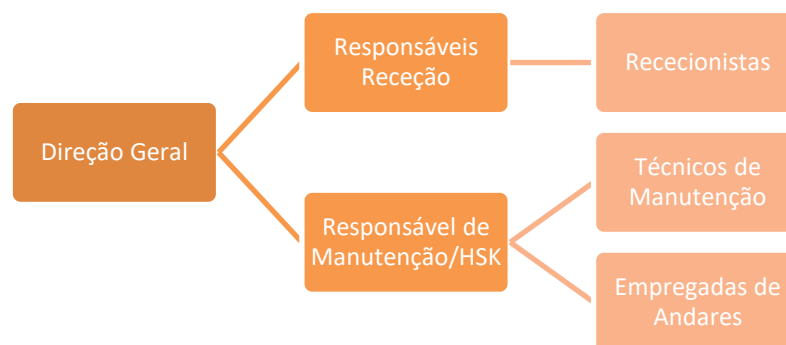 Direção Geral
Responsáveis
Receção
Rececionistas
Responsável de
Manutenção/HSK
Técnicos de
Manutenção
Empregadas de
Andares